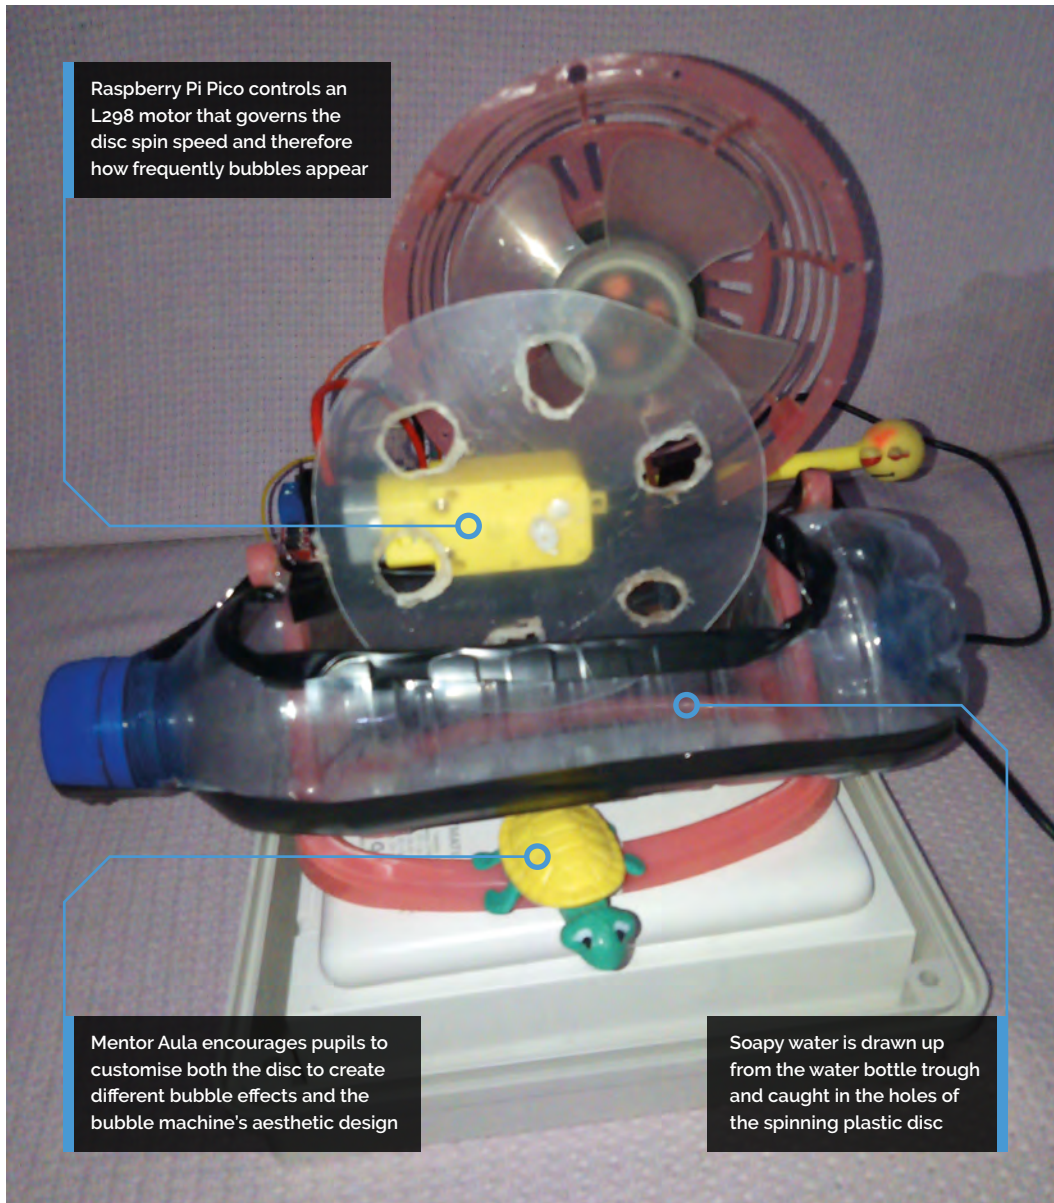 Raspberry Pi Pico controls an
L298 motor that governs the
disc spin speed and therefore
how frequently bubbles appear
Mentor Aula encourages pupils to
customise both the disc to create
different bubble effects and the
bubble machine's aesthetic design
Soapy water is drawn up
from the water bottle trough
and caught in the holes of
the spinning plastic disc